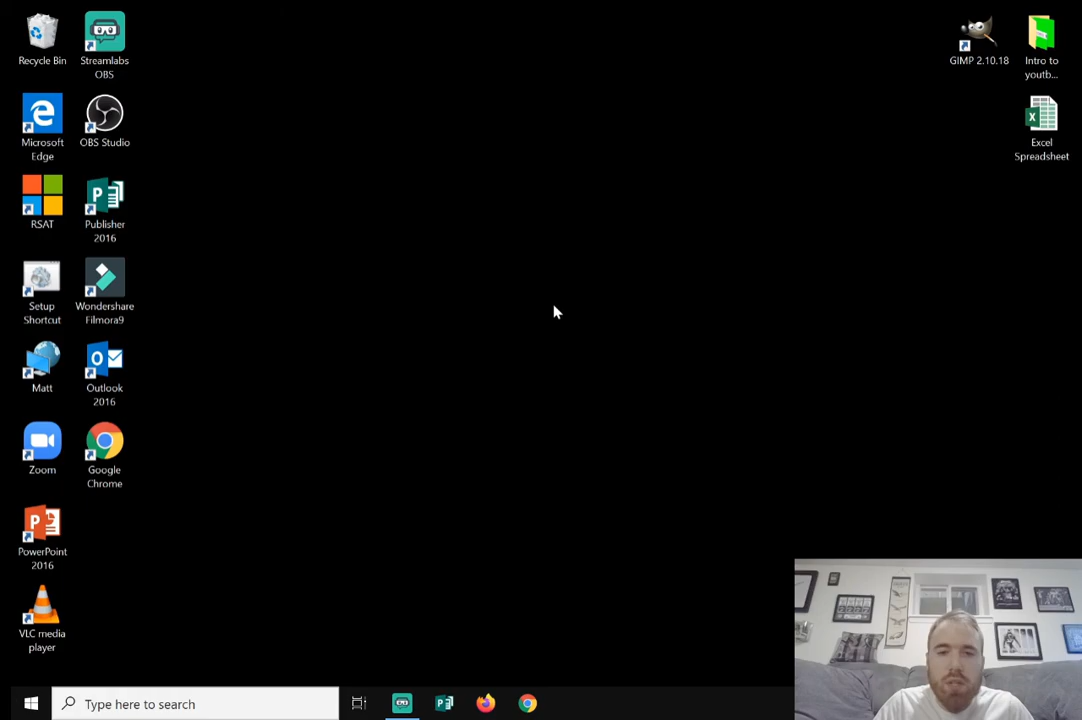 Recycle Bin
Streamlabs
OBS
GIMP 2.10.18
Intro to
youtb...
Microsoft
Edge
OBS Studio
Excel
Spreadsheet
RSAT
Publisher
2016
Setup
Shortcut
Wondershare
Filmora9
Matt
Outlook
2016
Zoom
Google
Chrome
PowerPoint
2016
VLC media
player
Type here to search